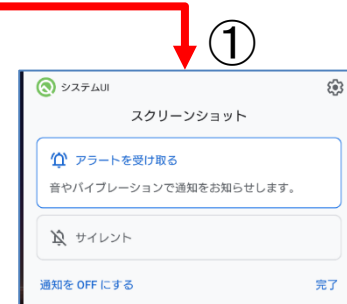 ①
システムUI
スクリーンショット
アラートを受け取る
音やバイブレーションで通知をお知らせします。
サイレント
通知を OFF にする
完了